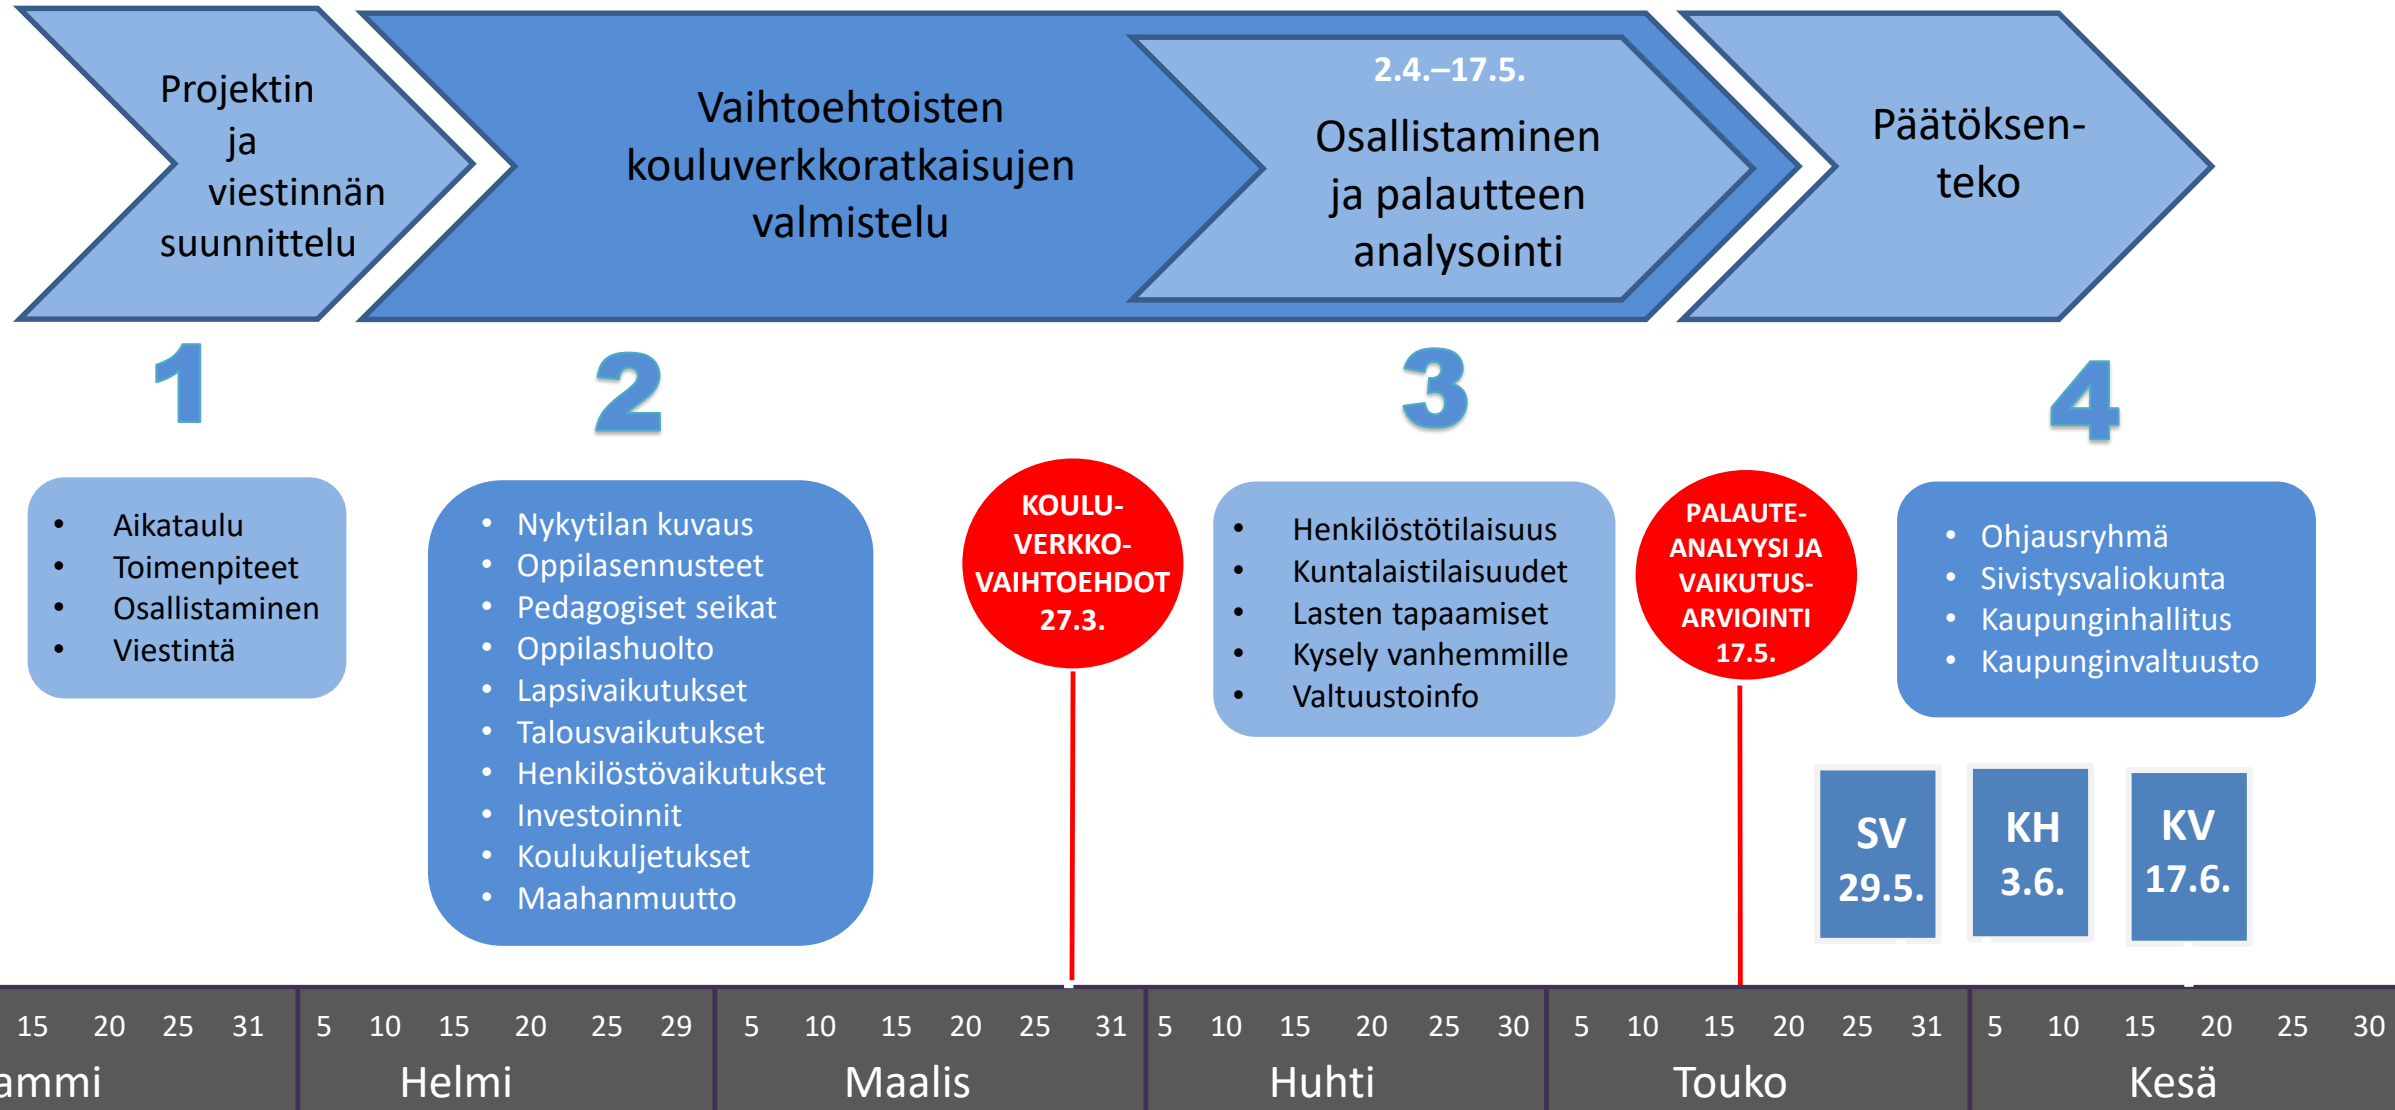 Projektin
ja
viestinnän
suunnittelu
Vaihtoehtoisten
kouluverkkoratkaisujen
valmistelu
2.4.–17.5.
Osallistaminen
ja palautteen
analysointi
Päätöksen-
teko
1
2
3
4
• Aikataulu
• Toimenpiteet
• Osallistaminen
• Viestintä
• Nykytilan kuvaus
• Oppilasennusteet
• Pedagogiset seikat
• Oppilashuolto
• Lapsivaikutukset
• Talousvaikutukset
• Henkilöstövaikutukset
• Investoinnit
• Koulukuljetukset
• Maahanmuutto
KOULU-
VERKKO-
VAIHTOEHDOT
27.3.
• Henkilöstötilaisuus
• Kuntalaistilaisuudet
• Lasten tapaamiset
• Kysely vanhemmille
• Valtuustoinfo
PALAUTE-
ANALYYSI JA
VAIKUTUS-
ARVIOINTI
17.5.
• Ohjausryhmä
• Sivistysvaliokunta
• Kaupunginhallitus
• Kaupunginvaltuusto
SV
29.5.
KH
3.6.
KV
17.6.
15 20 25 31 5 10 15 20 25 29 5 10 15 20 25 31 5 10 15 20 25 30 5 10 15 20 25 31 5 10 15 20 25 30
ammi Helmi Maalis Huhti Touko Kesä